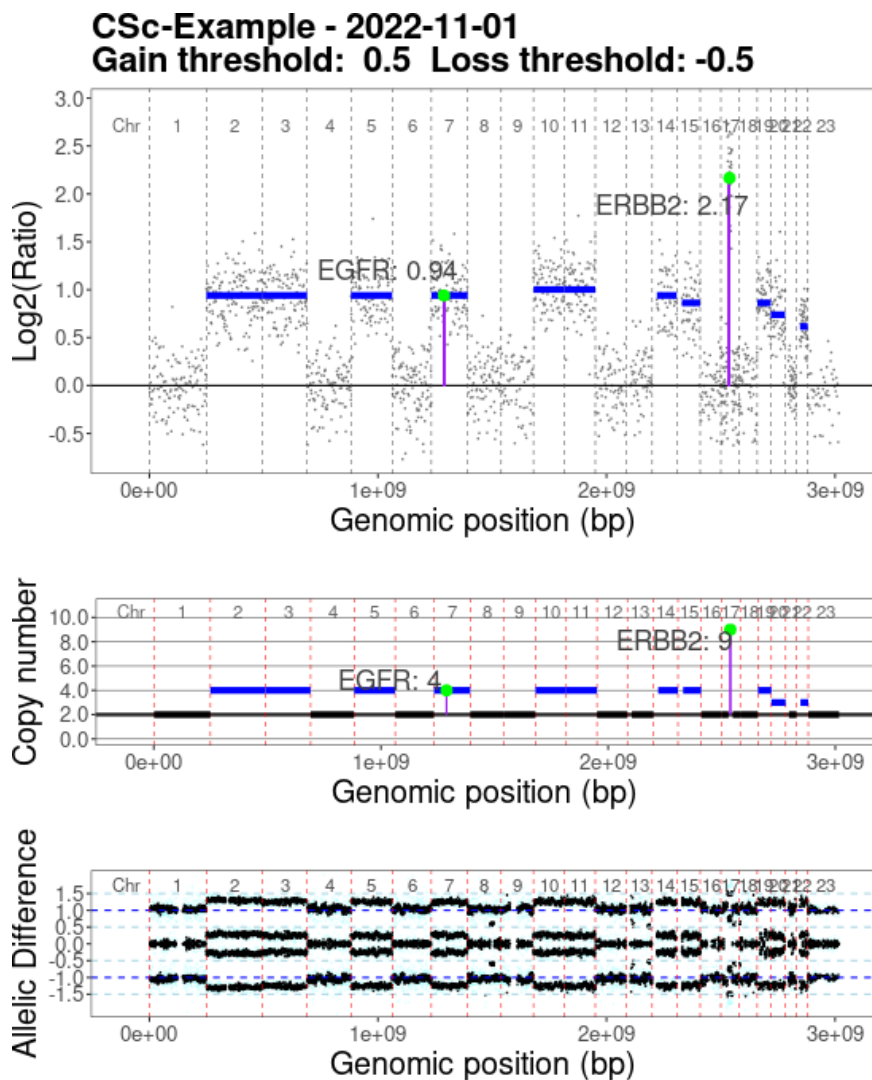 CSc-Example - 2022-11-01
Gain threshold: 0.5 Loss threshold: -0.5
Log2(Ratio)
3.0
2.5
2.0
1.5
1.0
0.5
0.0
-0.5
Chr 1 2 3 4 5 6 7 8 9 10 11 12 13 14 15 16 17 18 19 20 21 22 23
ERBB2: 2.17
EGFR: 0.94
0e+00 1e+09 2e+09 3e+09
Genomic position (bp)
Copy number
10.0
8.0
6.0
4.0
2.0
0.0
Chr 1 2 3 4 5 6 7 8 9 10 11 12 13 14 15 16 17 18 19 20 21 22 23
ERBB2: 9
EGFR: 4
0e+00 1e+09 2e+09 3e+09
Genomic position (bp)
Allelic Difference
1.5
1.0
0.5
0.0
-0.5
-1.0
-1.5
Chr 1 2 3 4 5 6 7 8 9 10 11 12 13 14 15 16 17 18 19 20 21 22 23
0e+00 1e+09 2e+09 3e+09
Genomic position (bp)